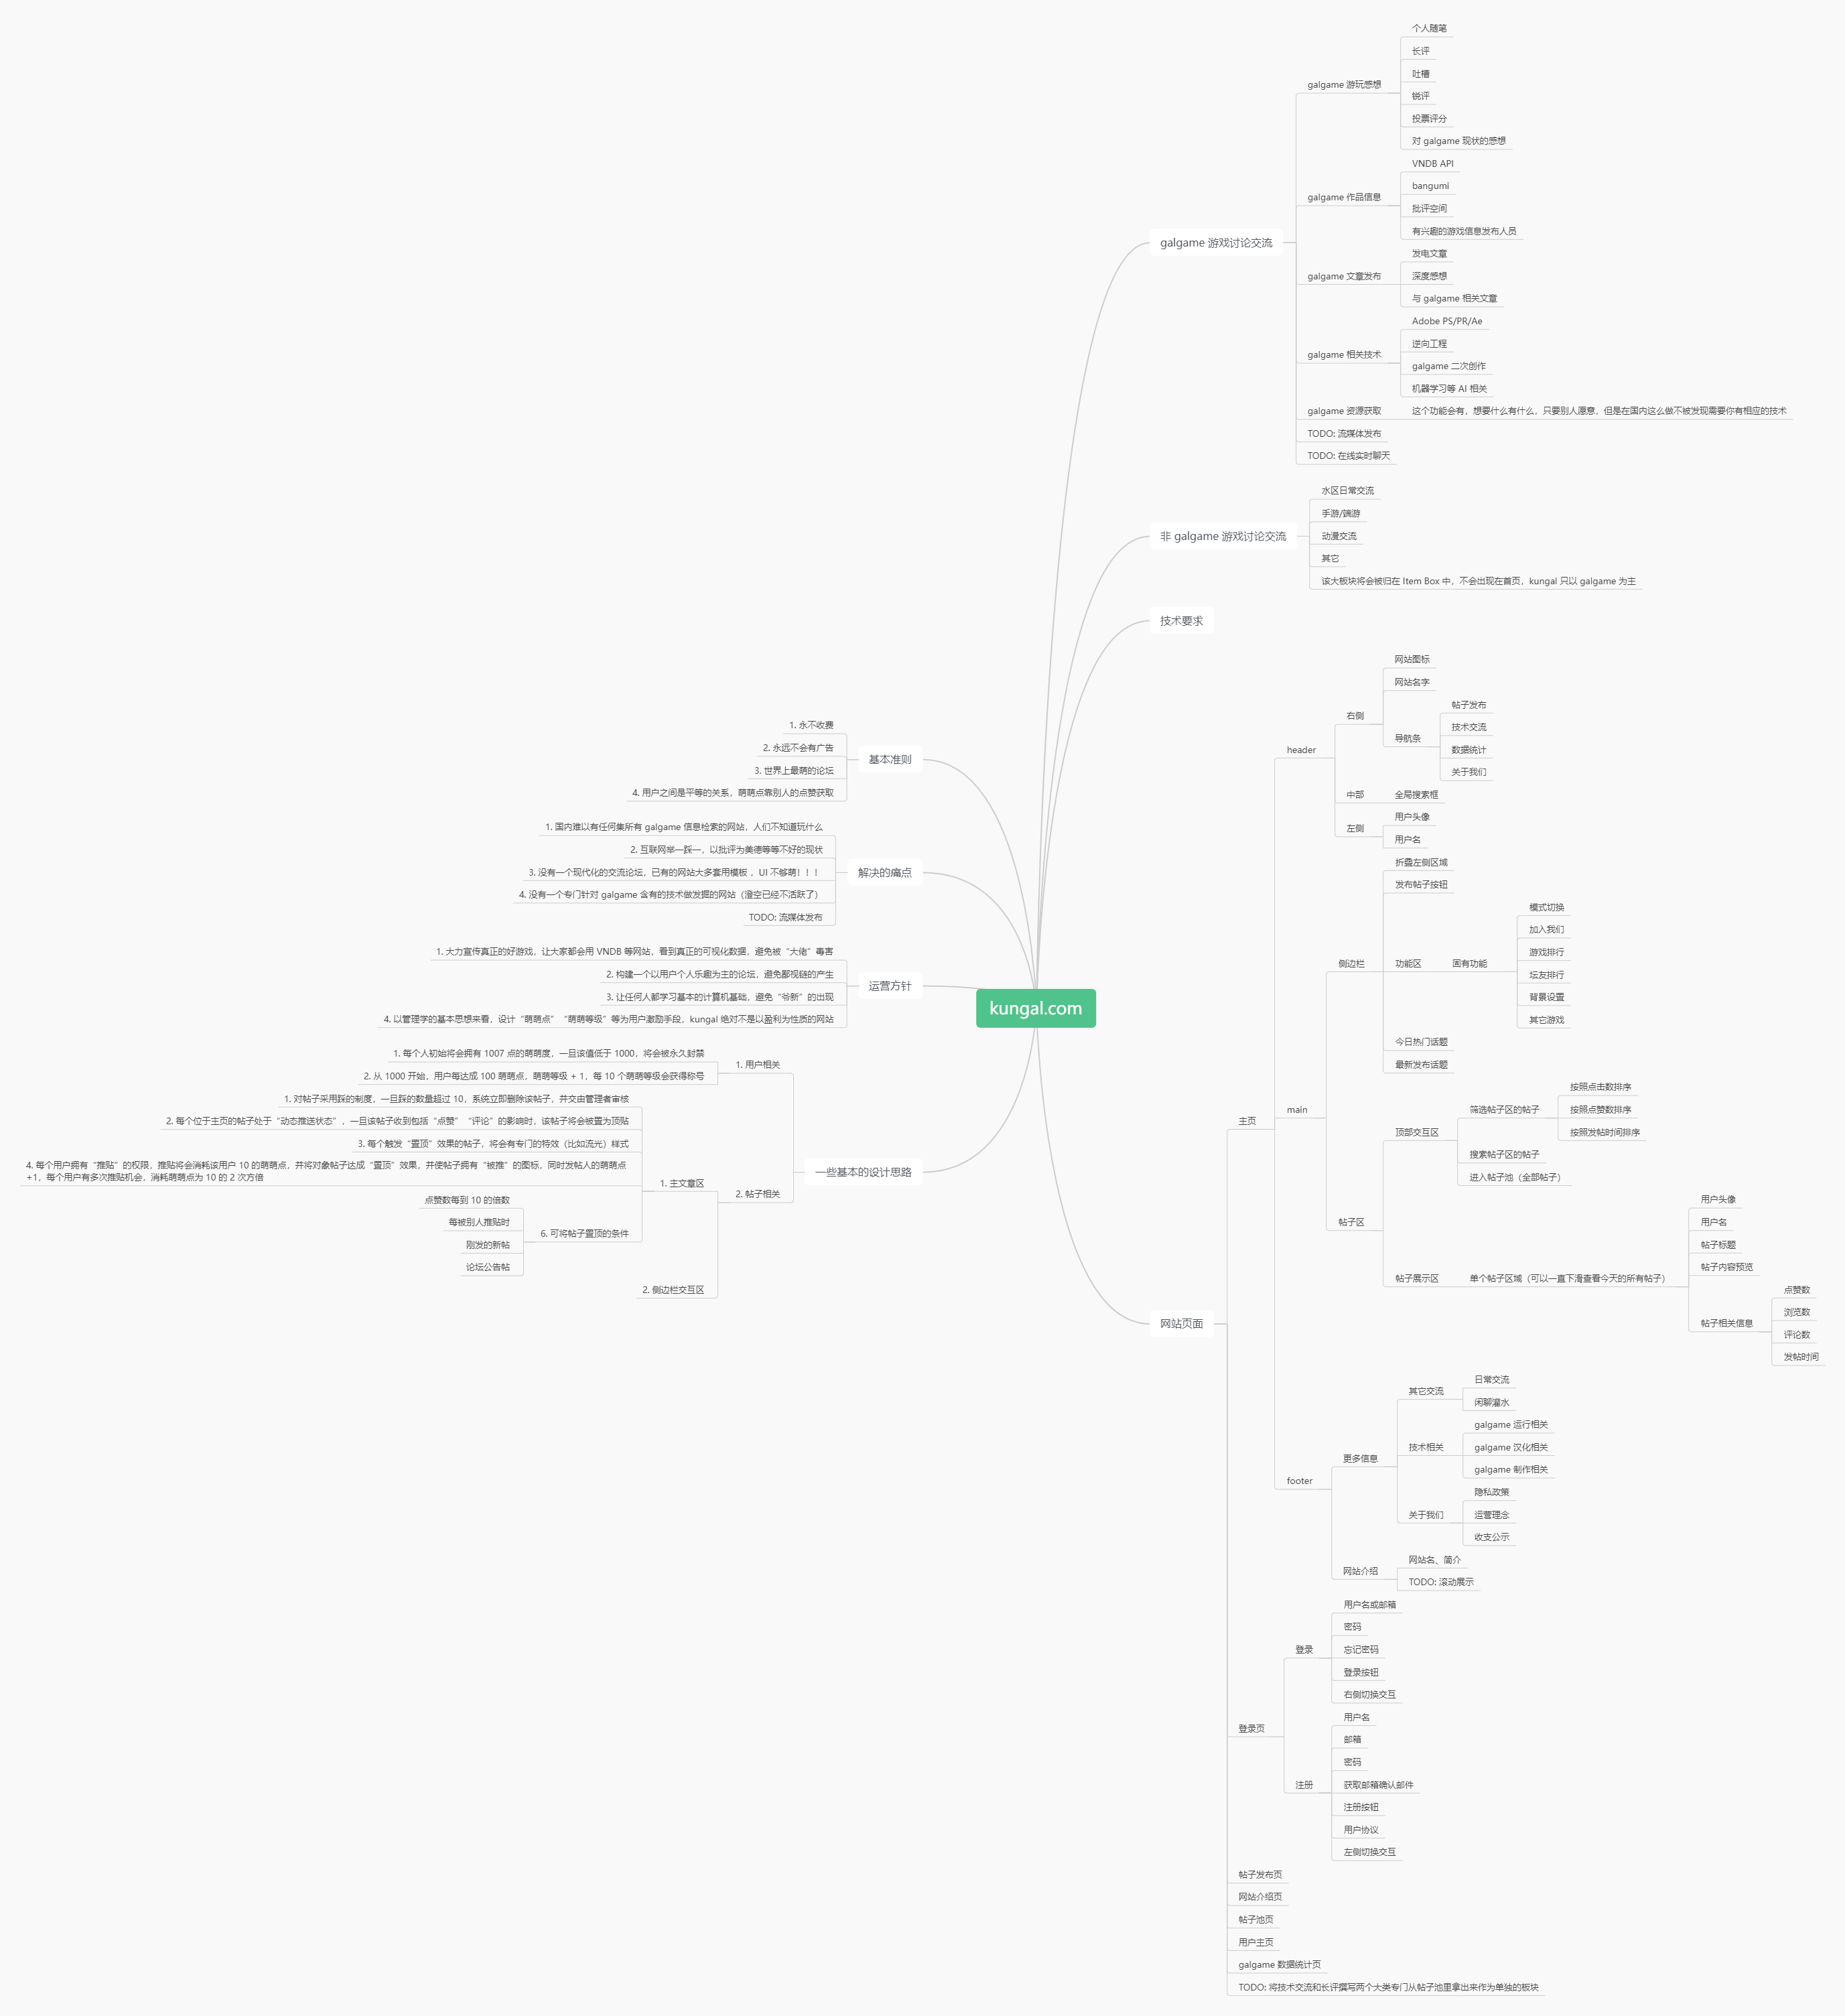 kungal.com
galgame 游戏讨论交流
galgame 游玩感想
个人随笔
长评
吐槽
锐评
投票评分
对 galgame 现状的感想
galgame 作品信息
VNDB API
bangumi
批评空间
有兴趣的游戏信息发布人员
galgame 文章发布
发电文章
深度感想
与 galgame 相关文章
galgame 相关技术
Adobe PS/PR/Ae
逆向工程
galgame 二次创作
机器学习等 AI 相关
galgame 资源获取
这个功能会有，想要什么有什么，只要别人愿意，但是在国内这么做不被发现需要你有相应的技术
TODO: 流媒体发布
TODO: 在线实时聊天
非 galgame 游戏讨论交流
水区日常交流
手游/端游
动漫交流
其它
该大板块将会被归在 Item Box 中，不会出现在首页，kungal 只以 galgame 为主
技术要求
基本准则
1. 永不收费
2. 永远不会有广告
3. 世界上最萌的论坛
4. 用户之间是平等的关系，萌萌点靠别人的点赞获取
解决的痛点
1. 国内难以有任何集所有 galgame 信息检索的网站，人们不知道玩什么
2. 互联网举一踩一，以批评为美德等等不好的现状
3. 没有一个现代化的交流论坛，已有的网站大多套用模板 ，UI 不够萌！！！
4. 没有一个专门针对 galgame 含有的技术做发掘的网站（澄空已经不活跃了）
TODO: 流媒体发布
运营方针
1. 大力宣传真正的好游戏，让大家都会用 VNDB 等网站，看到真正的可视化数据，避免被“大佬”毒害
2. 构建一个以用户个人乐趣为主的论坛，避免鄙视链的产生
3. 让任何人都学习基本的计算机基础，避免“爷新”的出现
4. 以管理学的基本思想来看，设计“萌萌点” “萌萌等级”等为用户激励手段，kungal 绝对不是以盈利为性质的网站
一些基本的设计思路
1. 用户相关
1. 每个人初始将会拥有 1007 点的萌萌度，一旦该值低于 1000，将会被永久封禁
2. 从 1000 开始，用户每达成 100 萌萌点，萌萌等级 + 1，每 10 个萌萌等级会获得称号
2. 帖子相关
1. 主文章区
1. 对帖子采用踩的制度，一旦踩的数量超过 10，系统立即删除该帖子，并交由管理者审核
2. 每个位于主页的帖子处于“动态推送状态”，一旦该帖子收到包括“点赞” “评论”的影响时，该帖子将会被置为顶贴
3. 每个触发“置顶”效果的帖子，将会有专门的特效（比如流光）样式
4. 每个用户拥有“推贴”的权限，推贴将会消耗该用户 10 的萌萌点，并将对象帖子达成“置顶”效果，并使帖子拥有“被推”的图标，同时发帖人的萌萌点
+1，每个用户有多次推贴机会，消耗萌萌点为 10 的 2 次方倍
6. 可将帖子置顶的条件
点赞数每到 10 的倍数
每被别人推贴时
刚发的新帖
论坛公告帖
2. 侧边栏交互区
网站页面
主页
header
右侧
网站图标
网站名字
导航条
帖子发布
技术交流
数据统计
关于我们
中部
全局搜索框
左侧
用户头像
用户名
main
侧边栏
折叠左侧区域
发布帖子按钮
功能区
固有功能
模式切换
加入我们
游戏排行
坛友排行
背景设置
其它游戏
今日热门话题
最新发布话题
帖子区
顶部交互区
筛选帖子区的帖子
按照点击数排序
按照点赞数排序
按照发帖时间排序
搜索帖子区的帖子
进入帖子池（全部帖子）
帖子展示区
单个帖子区域（可以一直下滑查看今天的所有帖子）
用户头像
用户名
帖子标题
帖子内容预览
帖子相关信息
点赞数
浏览数
评论数
发帖时间
footer
更多信息
其它交流
日常交流
闲聊灌水
技术相关
galgame 运行相关
galgame 汉化相关
galgame 制作相关
关于我们
隐私政策
运营理念
收支公示
网站介绍
网站名、简介
TODO: 滚动展示
登录页
登录
用户名或邮箱
密码
忘记密码
登录按钮
右侧切换交互
注册
用户名
邮箱
密码
获取邮箱确认邮件
注册按钮
用户协议
左侧切换交互
帖子发布页
网站介绍页
帖子池页
用户主页
galgame 数据统计页
TODO: 将技术交流和长评撰写两个大类专门从帖子池里拿出来作为单独的板块